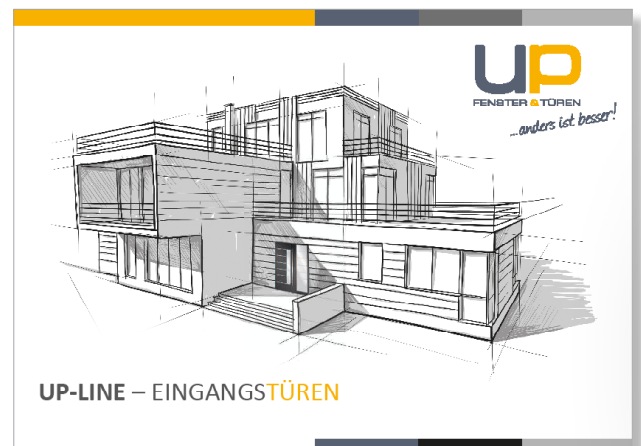 UP
FENSTER & TÜREN
...anders ist besser!
UP-LINE – EINGANGSTÜREN